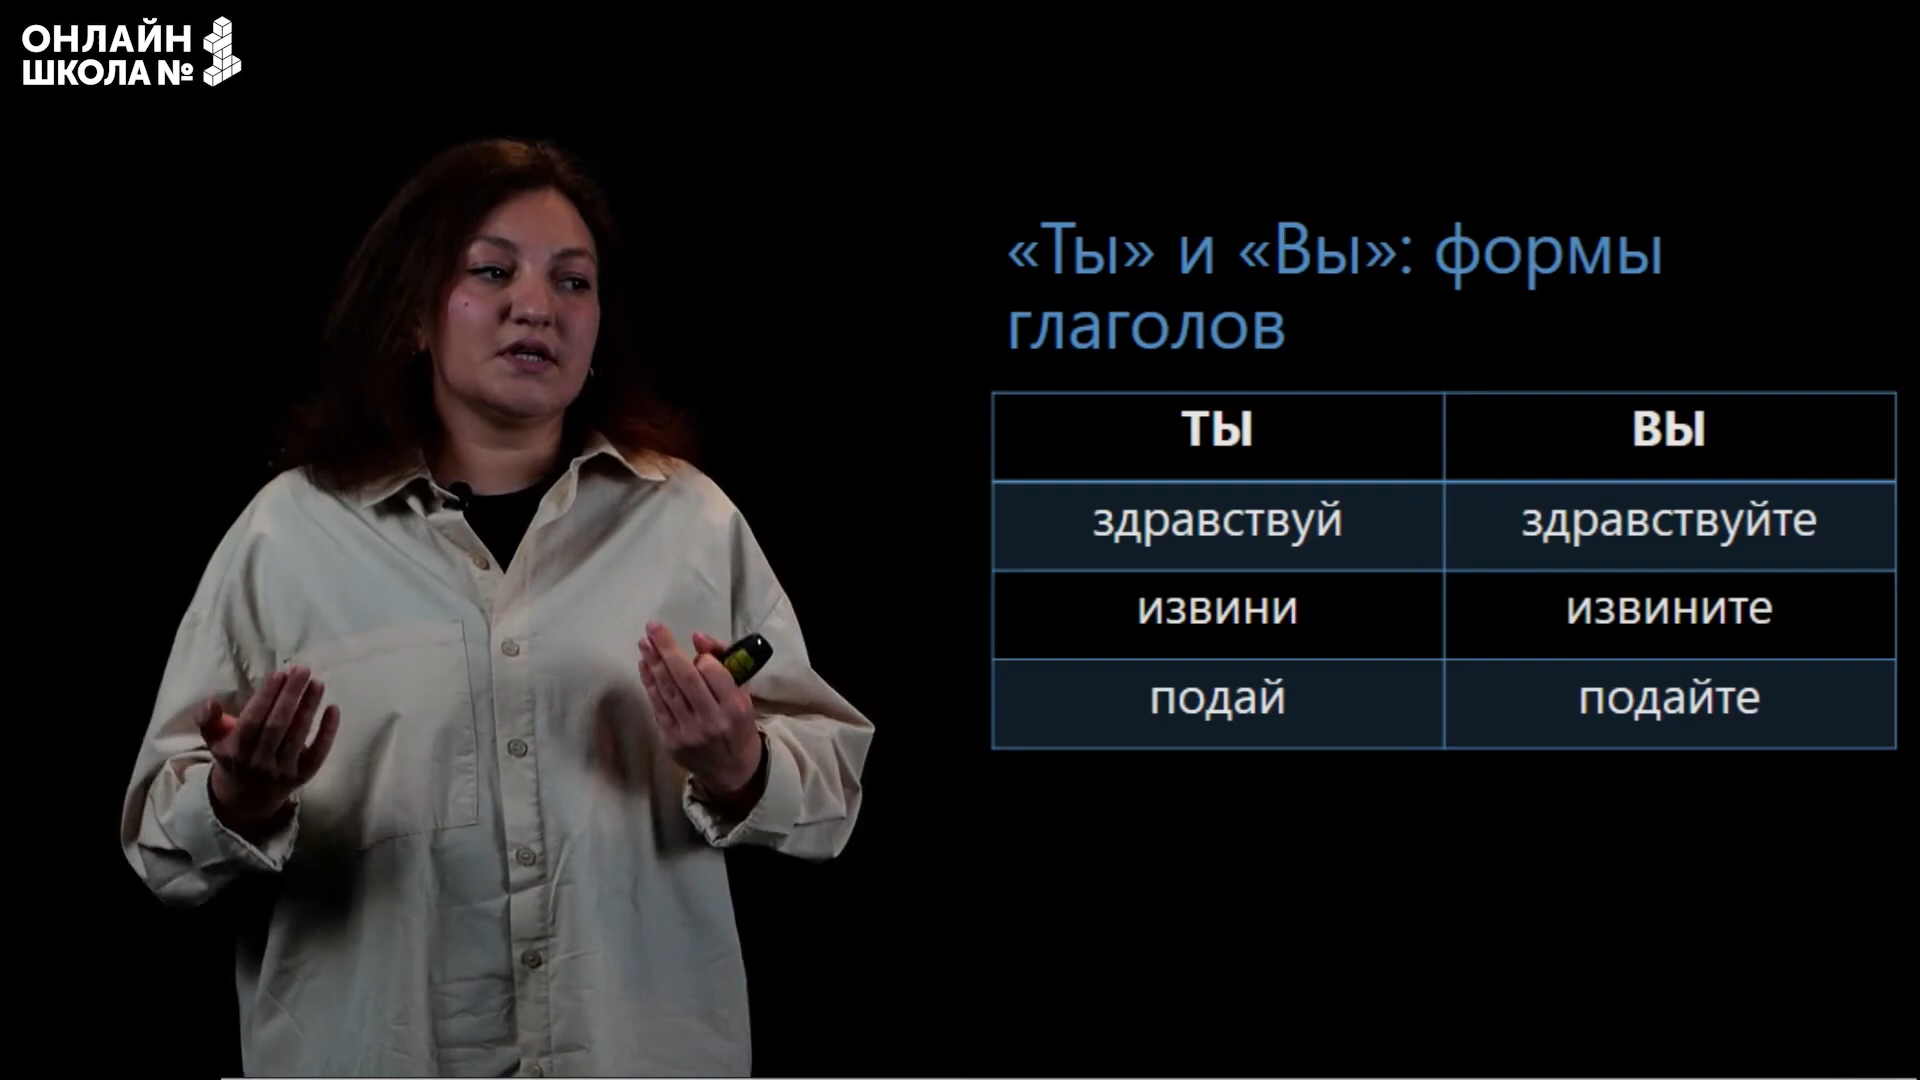 ОНЛАЙН
ШКОЛА №
«Ты» и «Вы»: формы
глаголов
ТЫ ВЫ
здравствуй здравствуйте
извини извините
подай подайте